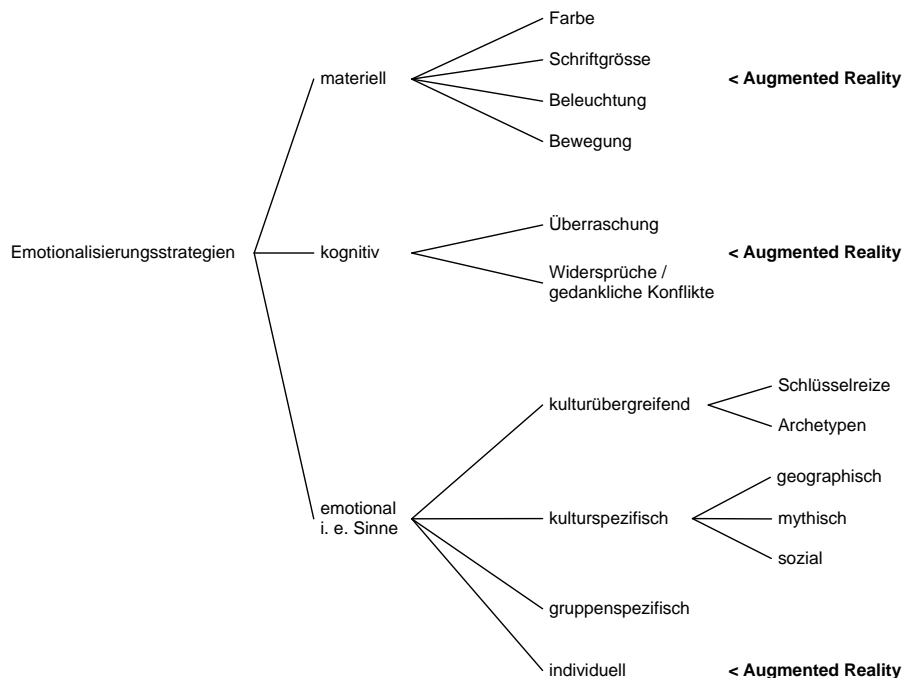 Farbe
Schriftgrösse
materiell
< Augmented Reality
Beleuchtung
Bewegung
Überraschung
Emotionalisierungsstrategien
kognitiv
< Augmented Reality
Widersprüche /
gedankliche Konflikte
Schlüsselreize
kulturübergreifend
Archetypen
geographisch
emotional
i. e. Sinne
kulturspezifisch
mythisch
sozial
gruppenspezifisch
individuell
< Augmented Reality